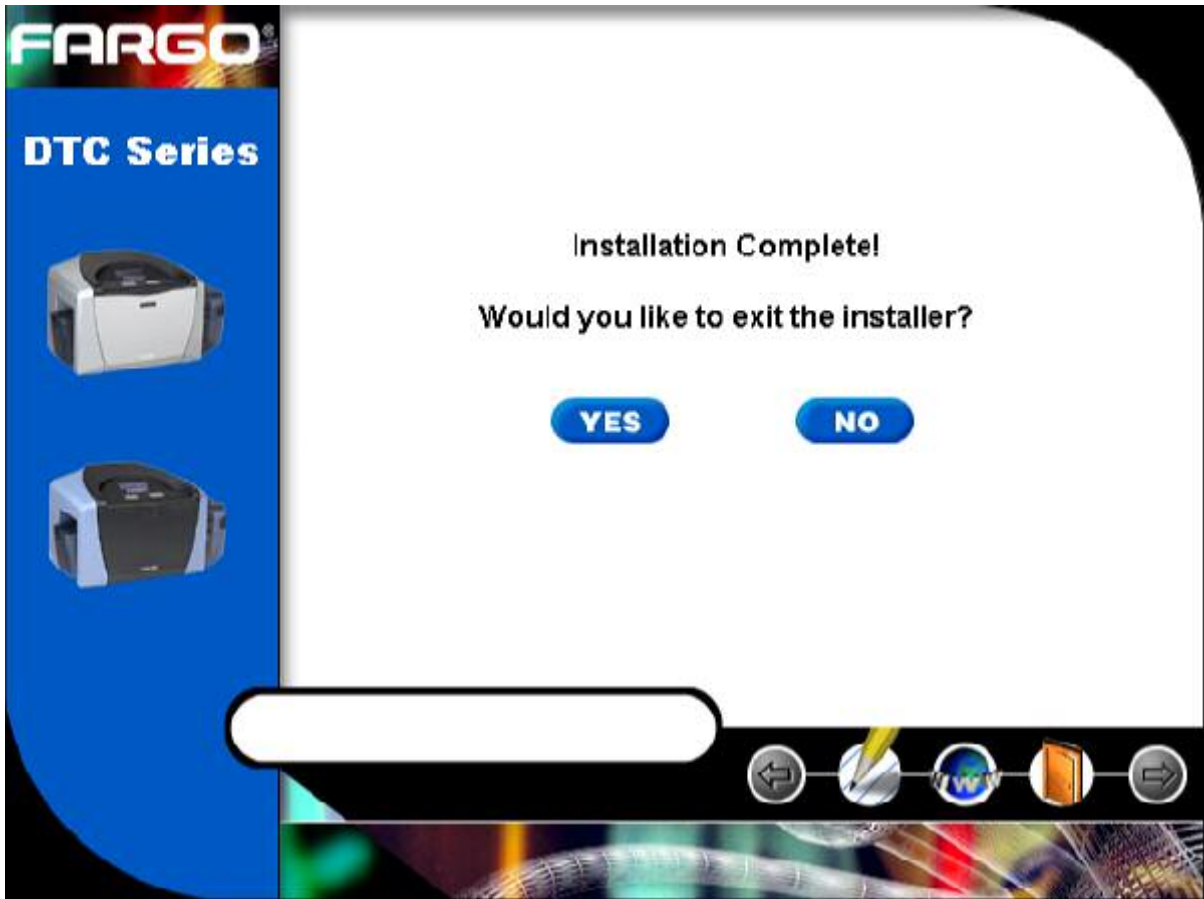 FARGO®
DTC Series
Installation Complete!
Would you like to exit the installer?
YES
NO